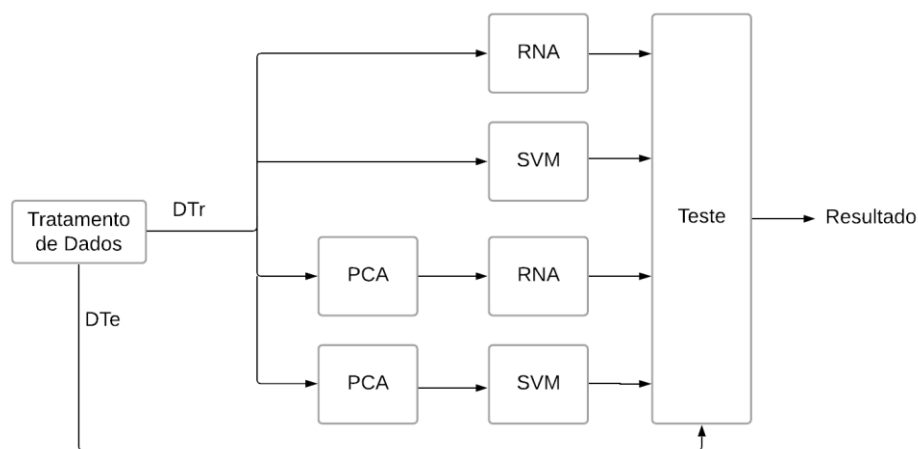 RNA
SVM
Tratamento
de Dados
DTr
Teste
Resultado
PCA
RNA
DTe
PCA
SVM